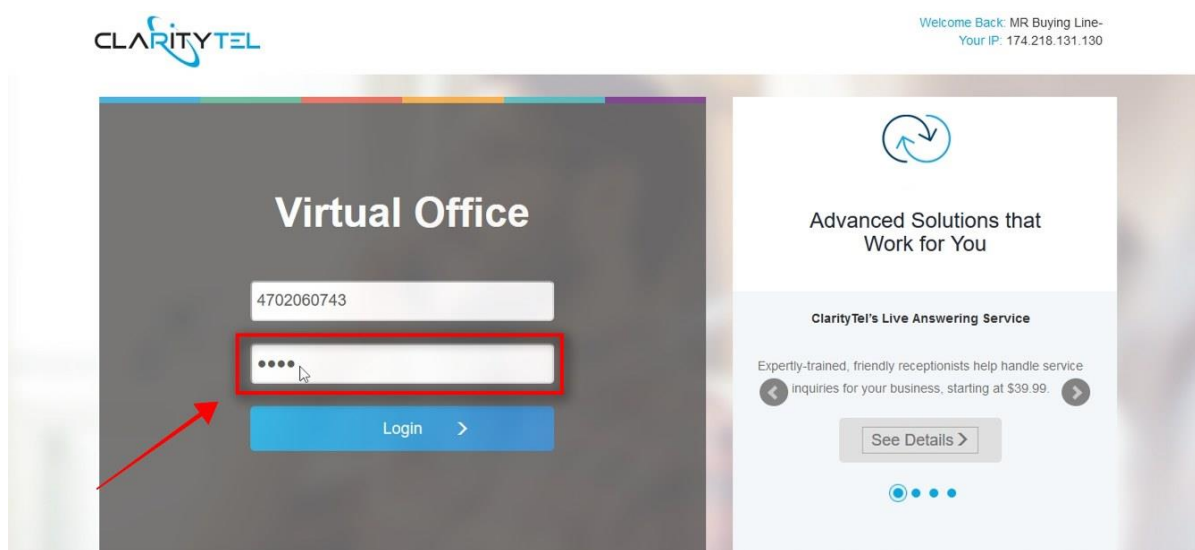 CLARITYTEL
Welcome Back: MR Buying Line-
Your IP: 174.218.131.130
Virtual Office
4702060743
••••
Login >
Advanced Solutions that
Work for You
ClarityTel's Live Answering Service
Expertly-trained, friendly receptionists help handle service
inquiries for your business, starting at $39.99.
See Details >